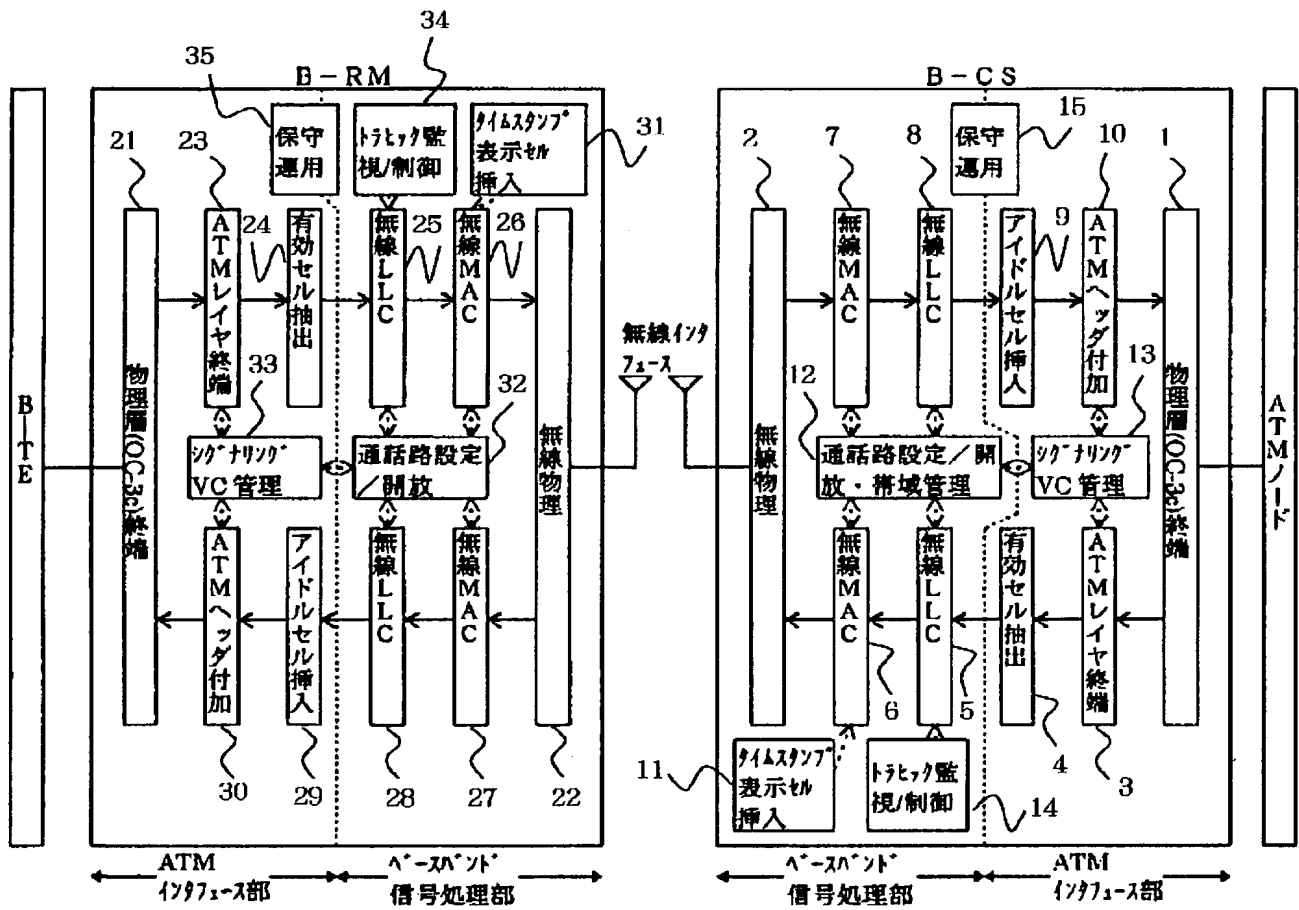 B-TE
B-RM
35
34
31
保守
運用
トラヒック監
視/制御
タイムスタンプ
表示セル
挿入
21
23
24
25
26
物理層(OC-3c)終端
ATMレイヤ終端
有効セル抽出
無線LLC
無線MAC
無線物理
33
32
シグナリング
VC管理
通話路設定
/開放
ATMヘッダ付加
アイドルセル挿入
無線LLC
無線MAC
30
29
28
27
22
ATM
インタフェース部
ベースバンド
信号処理部
無線インタ
フェース
B-CS
2
7
8
15
保守
運用
10
1
9
無線物理
無線MAC
無線LLC
アイドルセル挿入
ATMヘッダ付加
物理層(OC-3c)終端
12
13
通話路設定/開
放・帯域管理
シグナリング
VC管理
無線MAC
無線LLC
有効セル抽出
ATMレイヤ終端
6
5
4
3
11
タイムスタンプ
表示セル
挿入
トラヒック監
視/制御
14
ベースバンド
信号処理部
ATM
インタフェース部
ATMノード